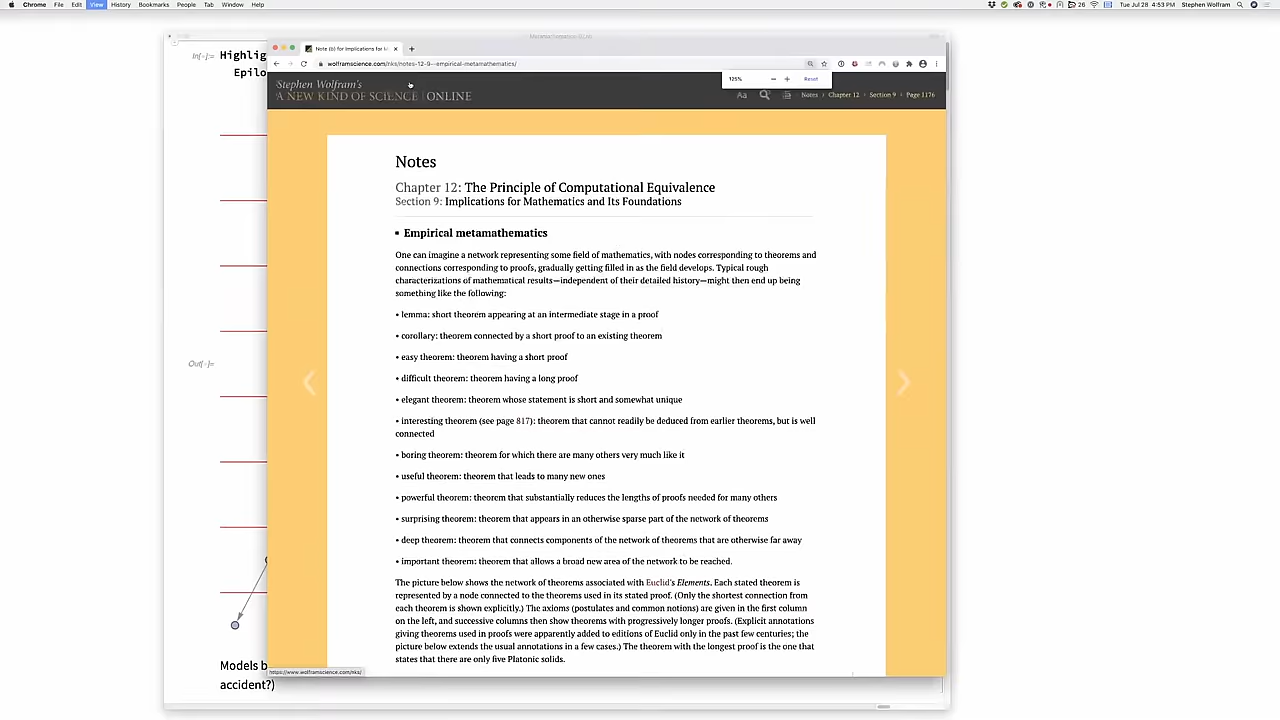 Chrome File Edit View History Bookmarks People Tab Window Help
26 Tue Jul 28 4:53 PM Stephen Wolfram
Note (b) for Implications for M
wolframscience.com/nks/notes-12-9--empirical-metamathematics/
125% − + Reset
In[•]:= Highlig
Epilo
Stephen Wolfram's
A NEW KIND OF SCIENCE | ONLINE
Aa Notes › Chapter 12 › Section 9 › Page 1176
Notes
Chapter 12: The Principle of Computational Equivalence
Section 9: Implications for Mathematics and Its Foundations
▪ Empirical metamathematics
One can imagine a network representing some field of mathematics, with nodes corresponding to theorems and
connections corresponding to proofs, gradually getting filled in as the field develops. Typical rough
characterizations of mathematical results—independent of their detailed history—might then end up being
something like the following:
• lemma: short theorem appearing at an intermediate stage in a proof
• corollary: theorem connected by a short proof to an existing theorem
• easy theorem: theorem having a short proof
Out[•]=
• difficult theorem: theorem having a long proof
• elegant theorem: theorem whose statement is short and somewhat unique
• interesting theorem (see page 817): theorem that cannot readily be deduced from earlier theorems, but is well
connected
• boring theorem: theorem for which there are many others very much like it
• useful theorem: theorem that leads to many new ones
• powerful theorem: theorem that substantially reduces the lengths of proofs needed for many others
• surprising theorem: theorem that appears in an otherwise sparse part of the network of theorems
• deep theorem: theorem that connects components of the network of theorems that are otherwise far away
• important theorem: theorem that allows a broad new area of the network to be reached.
The picture below shows the network of theorems associated with Euclid's Elements. Each stated theorem is
represented by a node connected to the theorems used in its stated proof. (Only the shortest connection from
each theorem is shown explicitly.) The axioms (postulates and common notions) are given in the first column
on the left, and successive columns then show theorems with progressively longer proofs. (Explicit annotations
giving theorems used in proofs were apparently added to editions of Euclid only in the past few centuries; the
picture below extends the usual annotations in a few cases.) The theorem with the longest proof is the one that
states that there are only five Platonic solids.
https://www.wolframscience.com/nks/
Models b
accident?)